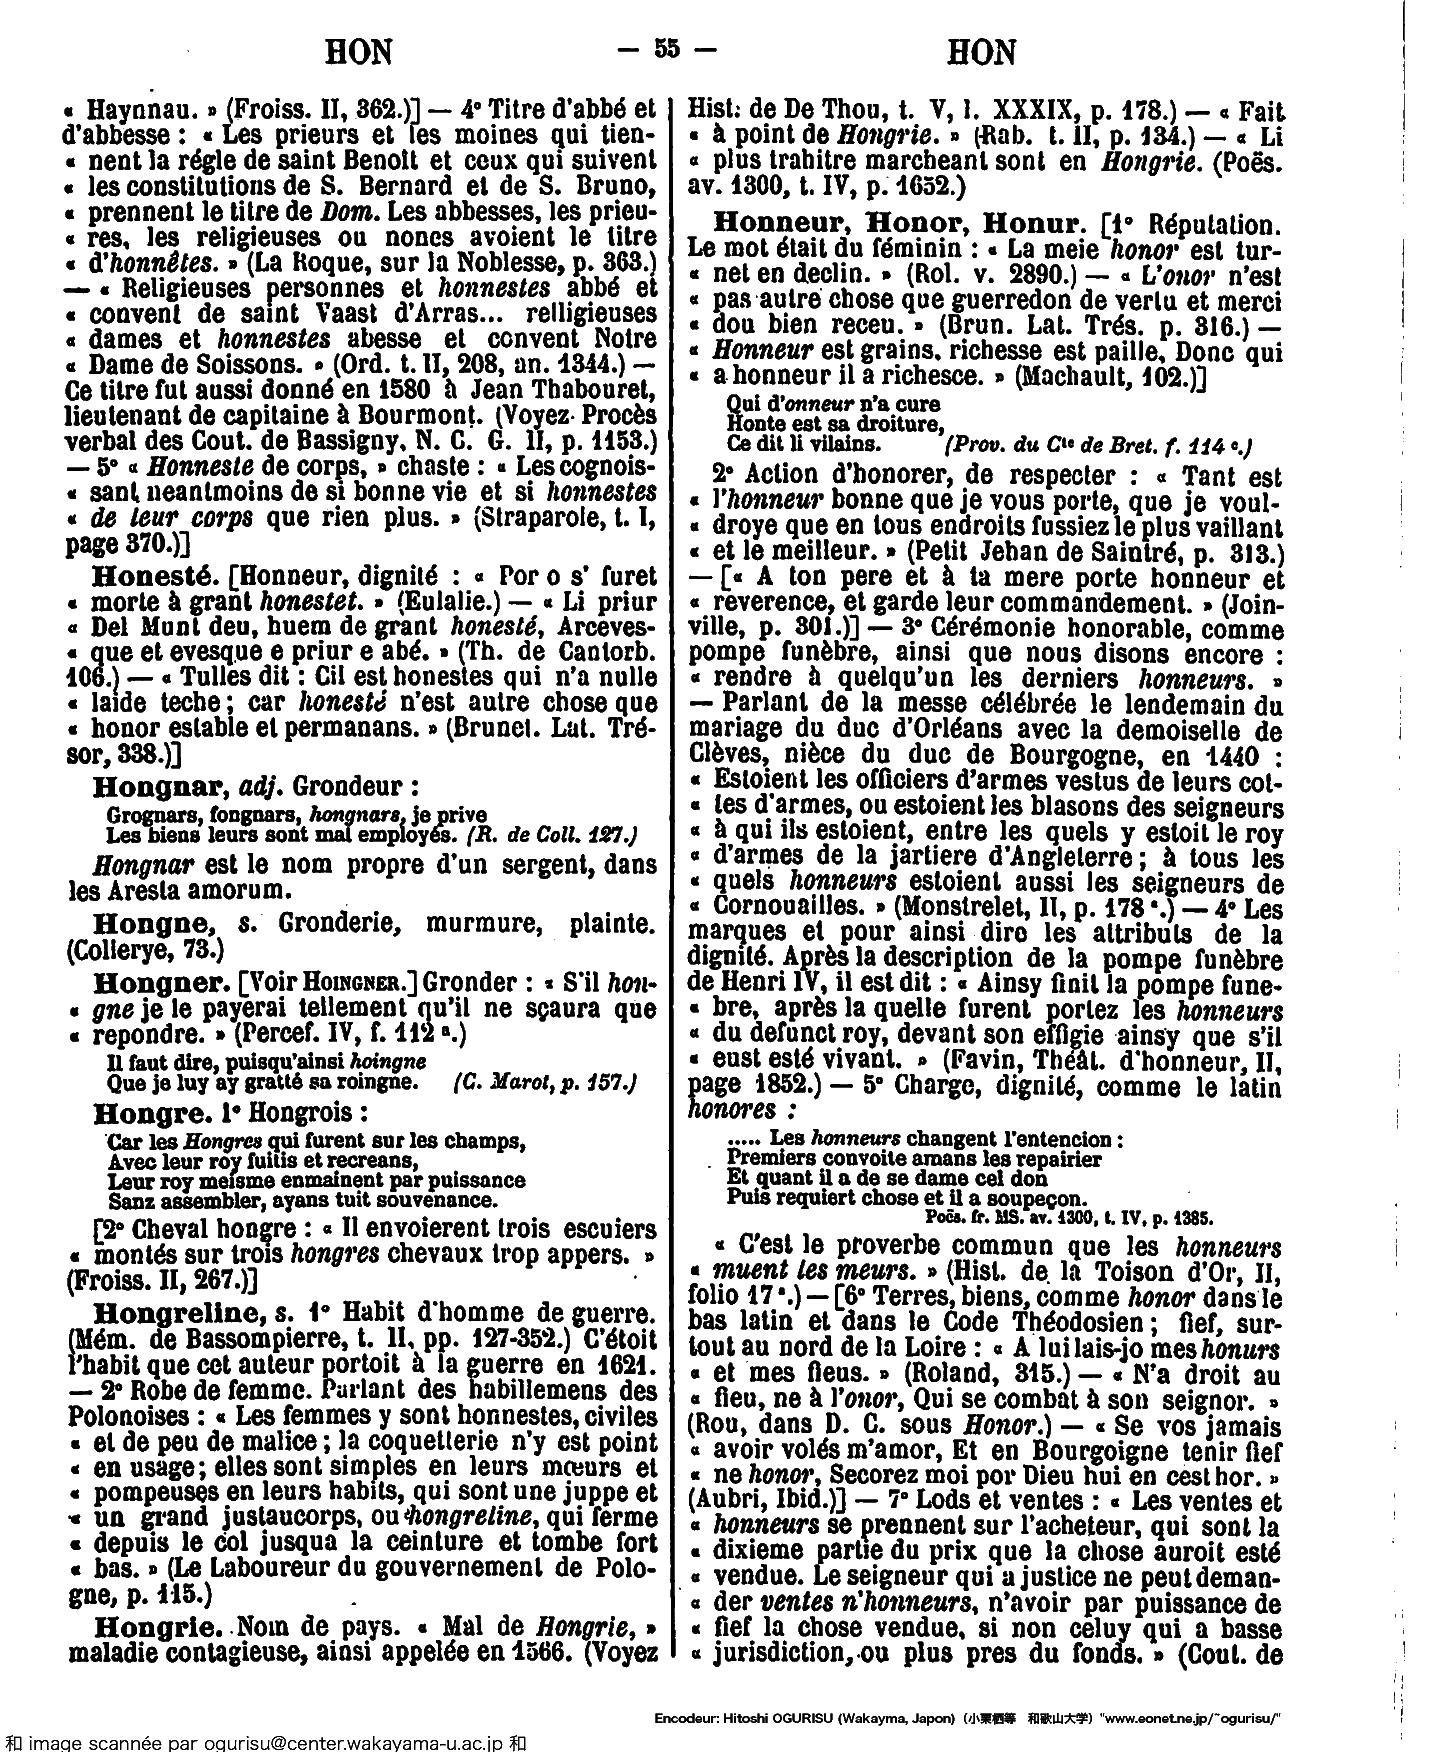 HON — 55 — HON
« Haynnau. » (Froiss. II, 362.)] — 4° Titre d'abbé et
d'abbesse : « Les prieurs et les moines qui tien-
« nent la régle de saint Benoît et ceux qui suivent
« les constitutions de S. Bernard et de S. Bruno,
« prennent le titre de Dom. Les abbesses, les prieu-
« res, les religieuses ou nones avoient le titre
« d'honnêtes. » (La Roque, sur la Noblesse, p. 363.)
— « Religieuses personnes et honnestes abbé et
« convent de saint Vaast d'Arras... relligieuses
« dames et honnestes abesse et convent Notre
« Dame de Soissons. » (Ord. t. II, 208, an. 1344.) —
Ce titre fut aussi donné en 1580 à Jean Thabouret,
lieutenant de capitaine à Bourmont. (Voyez Procès
verbal des Cout. de Bassigny, N. C. G. II, p. 1153.)
— 5° « Honneste de corps, » chaste : « Les cognois-
« sant neantmoins de si bonne vie et si honnestes
« de leur corps que rien plus. » (Straparole, t. I,
page 370.)]
Honesté. [Honneur, dignité : « Por o s' furet
« morte à grant honestet. » (Eulalie.) — « Li priur
« Del Munt deu, huem de grant honesté, Arceves-
« que et evesque e priur e abé. » (Th. de Cantorb.
106.) — « Tulles dit : Cil est honestes qui n'a nulle
« laide teche ; car honesté n'est autre chose que
« honor estable et permanans. » (Brunet. Lat. Tré-
sor, 338.)]
Hongnar, adj. Grondeur :
Grognars, fongnars, hongnars, je prive
Les biens leurs sont mal employés. (R. de Coll. 127.)
Hongnar est le nom propre d'un sergent, dans
les Aresta amorum.
Hongne, s. Gronderie, murmure, plainte.
(Collerye, 73.)
Hongner. [Voir HOINGNER.] Gronder : « S'il hon-
« gne je le payerai tellement qu'il ne sçaura que
« repondre. » (Percef. IV, f. 112 a.)
Il faut dire, puisqu'ainsi hoingne
Que je luy ay gratté sa roingne. (C. Marot, p. 157.)
Hongre. 1° Hongrois :
Car les Hongres qui furent sur les champs,
Avec leur roy fuitis et recreans,
Leur roy meisme enmainent par puissance
Sanz assembler, ayans tuit souvenance.
[2° Cheval hongre : « Il envoierent trois escuiers
« montés sur trois hongres chevaux trop appers. »
(Froiss. II, 267.)]
Hongreline, s. 1° Habit d'homme de guerre.
(Mém. de Bassompierre, t. II, pp. 127-352.) C'étoit
l'habit que cet auteur portoit à la guerre en 1621.
— 2° Robe de femme. Parlant des habillemens des
Polonoises : « Les femmes y sont honnestes, civiles
« et de peu de malice ; la coquetterie n'y est point
« en usage ; elles sont simples en leurs mœurs et
« pompeuses en leurs habits, qui sont une juppe et
« un grand justaucorps, ou hongreline, qui ferme
« depuis le col jusqua la ceinture et tombe fort
« bas. » (Le Laboureur du gouvernement de Polo-
gne, p. 115.)
Hongrie. Nom de pays. « Mal de Hongrie, »
maladie contagieuse, ainsi appelée en 1566. (Voyez
Hist. de De Thou, t. V, l. XXXIX, p. 178.) — « Fait
« à point de Hongrie. » (Rab. t. II, p. 134.) — « Li
« plus trahitre marcheant sont en Hongrie. (Poës.
av. 1300, t. IV, p. 1652.)
Honneur, Honor, Honur. [1° Réputation.
Le mot était du féminin : « La meie honor est tur-
« net en declin. » (Rol. v. 2890.) — « L'onor n'est
« pas autre chose que guerredon de vertu et merci
« dou bien receu. » (Brun. Lat. Trés. p. 316.) —
« Honneur est grains, richesse est paille, Donc qui
« a honneur il a richesce. » (Machault, 102.)]
Qui d'onneur n'a cure
Honte est sa droiture,
Ce dit li vilains. (Prov. du Cte de Bret. f. 114 c.)
2° Action d'honorer, de respecter : « Tant est
« l'honneur bonne que je vous porte, que je voul-
« droye que en tous endroits fussiez le plus vaillant
« et le meilleur. » (Petit Jehan de Saintré, p. 313.)
— [« A ton pere et à ta mere porte honneur et
« reverence, et garde leur commandement. » (Join-
ville, p. 301.)] — 3° Cérémonie honorable, comme
pompe funèbre, ainsi que nous disons encore :
« rendre à quelqu'un les derniers honneurs. »
— Parlant de la messe célébrée le lendemain du
mariage du duc d'Orléans avec la demoiselle de
Clèves, nièce du duc de Bourgogne, en 1440 :
« Estoient les officiers d'armes vestus de leurs cot-
« tes d'armes, ou estoient les blasons des seigneurs
« à qui ils estoient, entre les quels y estoit le roy
« d'armes de la jartiere d'Angleterre ; à tous les
« quels honneurs estoient aussi les seigneurs de
« Cornouailles. » (Monstrelet, II, p. 178 a.) — 4° Les
marques et pour ainsi dire les attributs de la
dignité. Après la description de la pompe funèbre
de Henri IV, il est dit : « Ainsy finit la pompe fune-
« bre, après la quelle furent portez les honneurs
« du defunct roy, devant son effigie ainsy que s'il
« eust esté vivant. » (Favin, Théât. d'honneur, II,
page 1852.) — 5° Charge, dignité, comme le latin
honores :
..... Les honneurs changent l'entencion :
Premiers convoite amans les repairier
Et quant il a de se dame cel don
Puis requiert chose et il a soupeçon.
Poës. fr. MS. av. 1300, t. IV, p. 1385.
« C'est le proverbe commun que les honneurs
« muent les meurs. » (Hist. de la Toison d'Or, II,
folio 17 a.) — [6° Terres, biens, comme honor dans le
bas latin et dans le Code Théodosien ; fief, sur-
tout au nord de la Loire : « A lui lais-jo mes honurs
« et mes fieus. » (Roland, 315.) — « N'a droit au
« fieu, ne à l'onor, Qui se combat à son seignor. »
(Rou, dans D. C. sous Honor.) — « Se vos jamais
« avoir volés m'amor, Et en Bourgoigne tenir fief
« ne honor, Secorez moi por Dieu hui en cest hor. »
(Aubri, Ibid.)] — 7° Lods et ventes : « Les ventes et
« honneurs se prennent sur l'acheteur, qui sont la
« dixieme partie du prix que la chose auroit esté
« vendue. Le seigneur qui a justice ne peut deman-
« der ventes n'honneurs, n'avoir par puissance de
« fief la chose vendue, si non celuy qui a basse
« jurisdiction, ou plus pres du fonds. » (Cout. de
Encodeur: Hitoshi OGURISU (Wakayma, Japon) (小栗栖等 和歌山大学) "www.eonet.ne.jp/~ogurisu/"
和 image scannée par ogurisu@center.wakayama-u.ac.jp 和